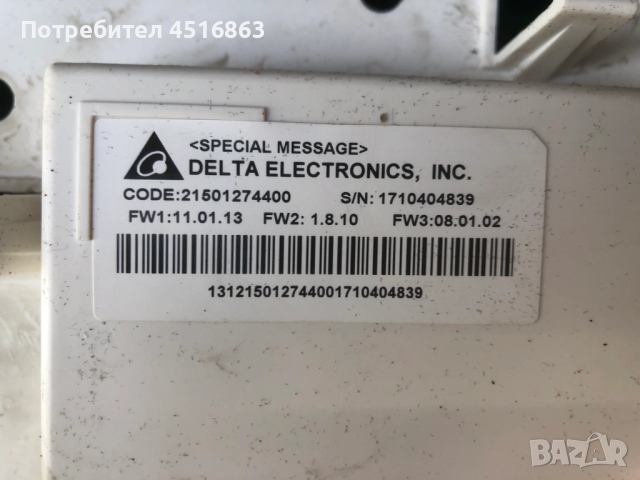 Потребител 4516863
<SPECIAL MESSAGE>
DELTA ELECTRONICS, INC.
CODE:21501274400 S/N: 1710404839
FW1:11.01.13 FW2: 1.8.10 FW3:08.01.02
131215012744001710404839
BAZAR